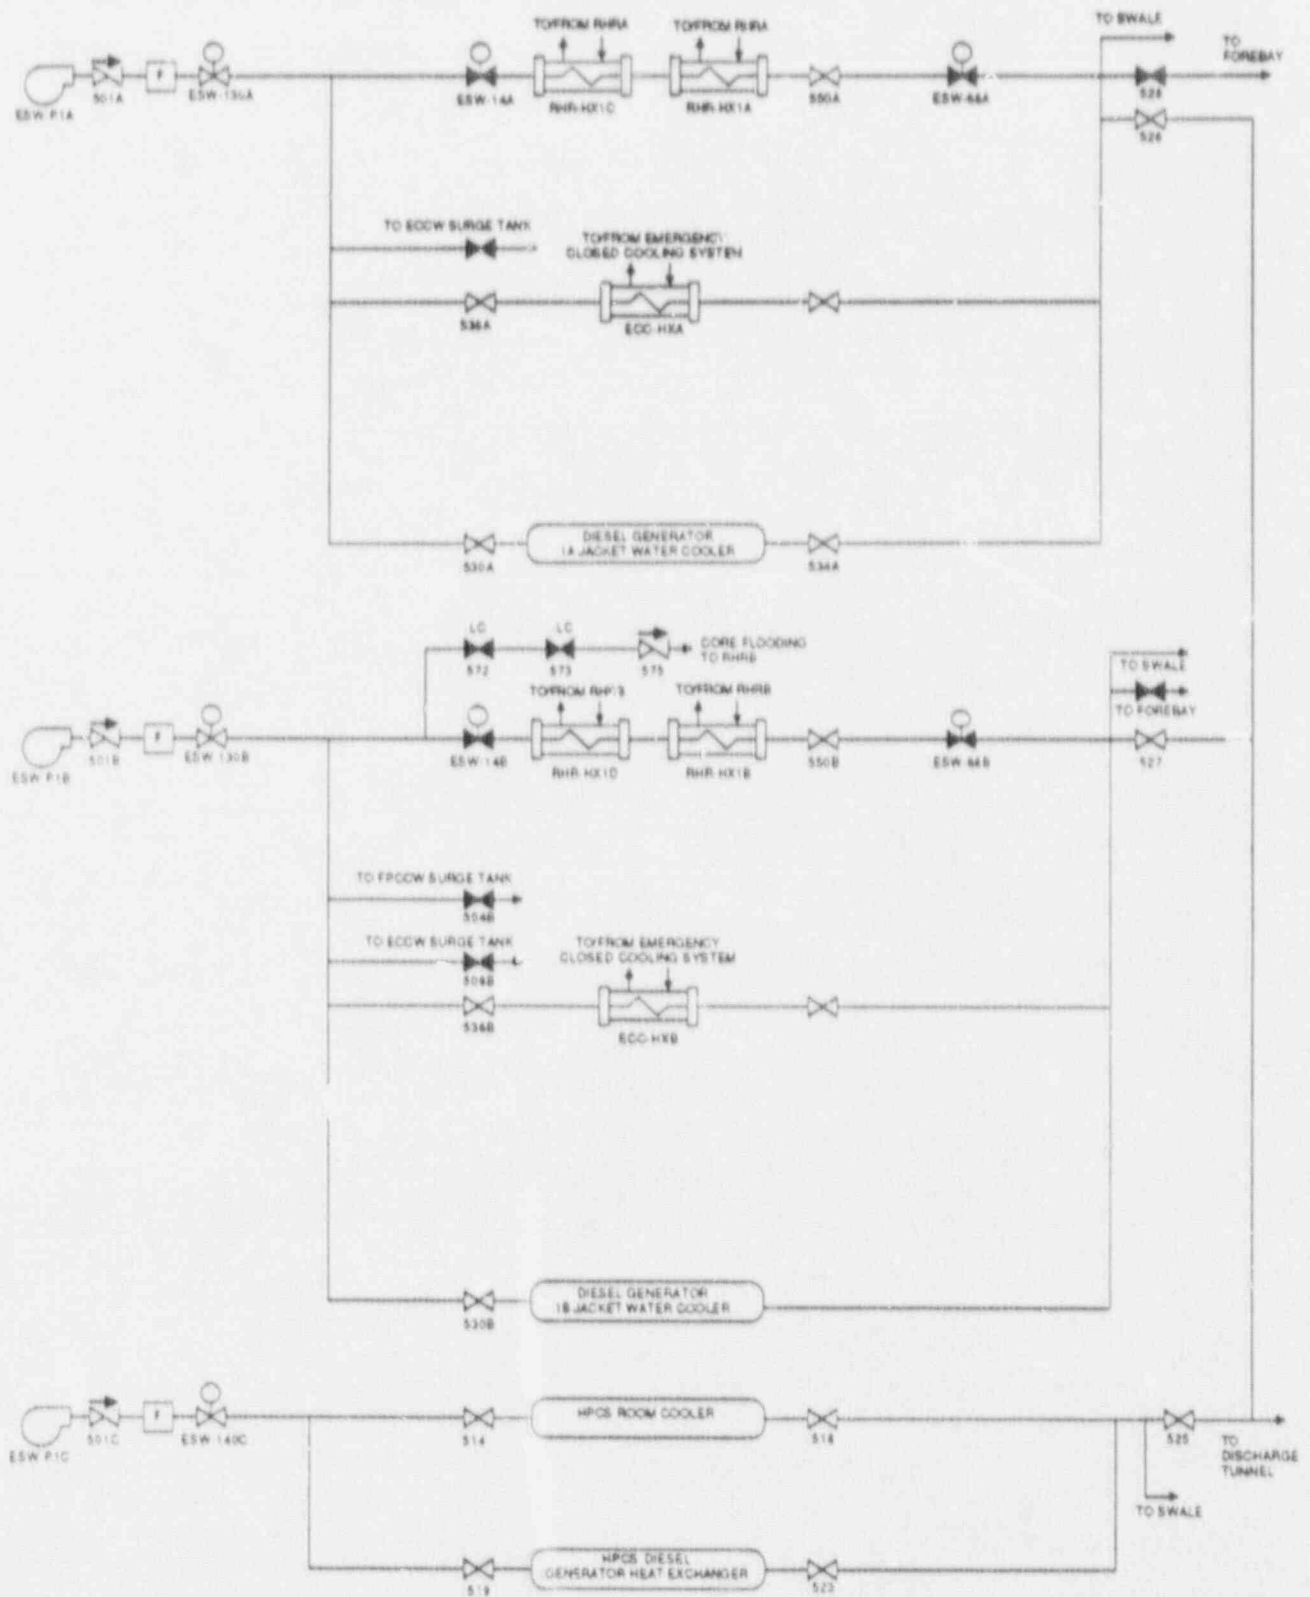 TO/FROM RHRA
TO/FROM RHRA
TO SWALE
TO
FOREBAY
F
ESW P1A
501A
ESW-130A
ESW-14A
RHR-HX1C
RHR-HX1A
550A
ESW-68A
528
526
TO ECCW SURGE TANK
TO/FROM EMERGENCY
CLOSED COOLING SYSTEM
536A
ECC-HXA
DIESEL GENERATOR
1A JACKET WATER COOLER
530A
534A
LC
LC
572
573
575
CORE FLOODING
TO RHRB
TO/FROM RHRB
TO/FROM RHRB
TO SWALE
TO FOREBAY
F
ESW P1B
501B
ESW 130B
ESW-14B
RHR-HX1D
RHR-HX1B
550B
ESW-68B
527
TO FPCCW SURGE TANK
554B
TO ECCW SURGE TANK
TO/FROM EMERGENCY
CLOSED COOLING SYSTEM
536B
ECC-HXB
DIESEL GENERATOR
1B JACKET WATER COOLER
530B
F
HPCS ROOM COOLER
ESW P1C
501C
ESW-140C
514
518
525
TO
DISCHARGE
TUNNEL
TO SWALE
HPCS DIESEL
GENERATOR HEAT EXCHANGER
519
523